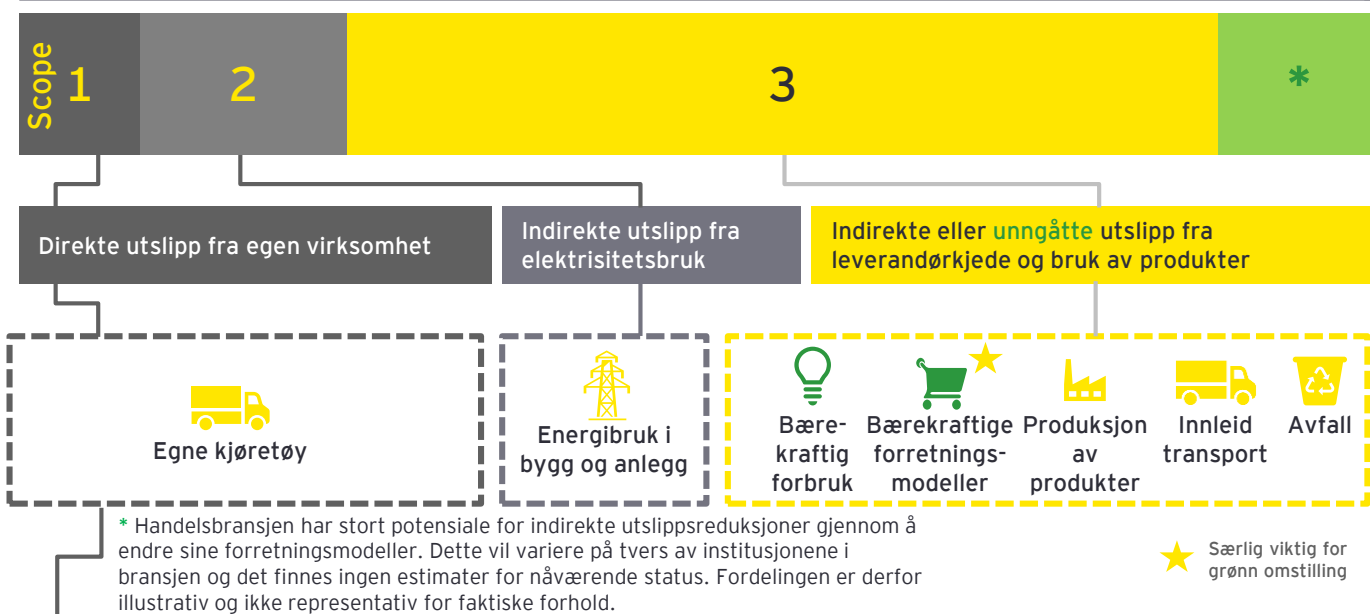 Scope
1
2
3
*
Direkte utslipp fra egen virksomhet
Indirekte utslipp fra
elektrisitetsbruk
Indirekte eller unngåtte utslipp fra
leverandørkjede og bruk av produkter
Egne kjøretøy
Energibruk i
bygg og anlegg
Bære-
kraftig
forbruk
Bærekraftige
forretnings-
modeller
Produksjon
av
produkter
Innleid
transport
Avfall
* Handelsbransjen har stort potensiale for indirekte utslippsreduksjoner gjennom å
endre sine forretningsmodeller. Dette vil variere på tvers av institusjonene i
bransjen og det finnes ingen estimater for nåværende status. Fordelingen er derfor
illustrativ og ikke representativ for faktiske forhold.
Særlig viktig for
grønn omstilling